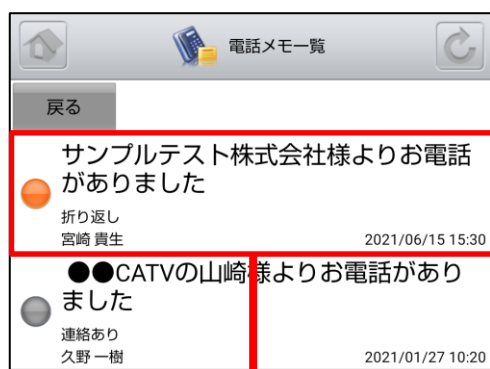 電話メモ一覧
戻る
サンプルテスト株式会社様よりお電話
がありました
折り返し
宮崎 貴生
2021/06/15 15:30
●●CATVの山崎様よりお電話があり
ました
連絡あり
久野 一樹
2021/01/27 10:20